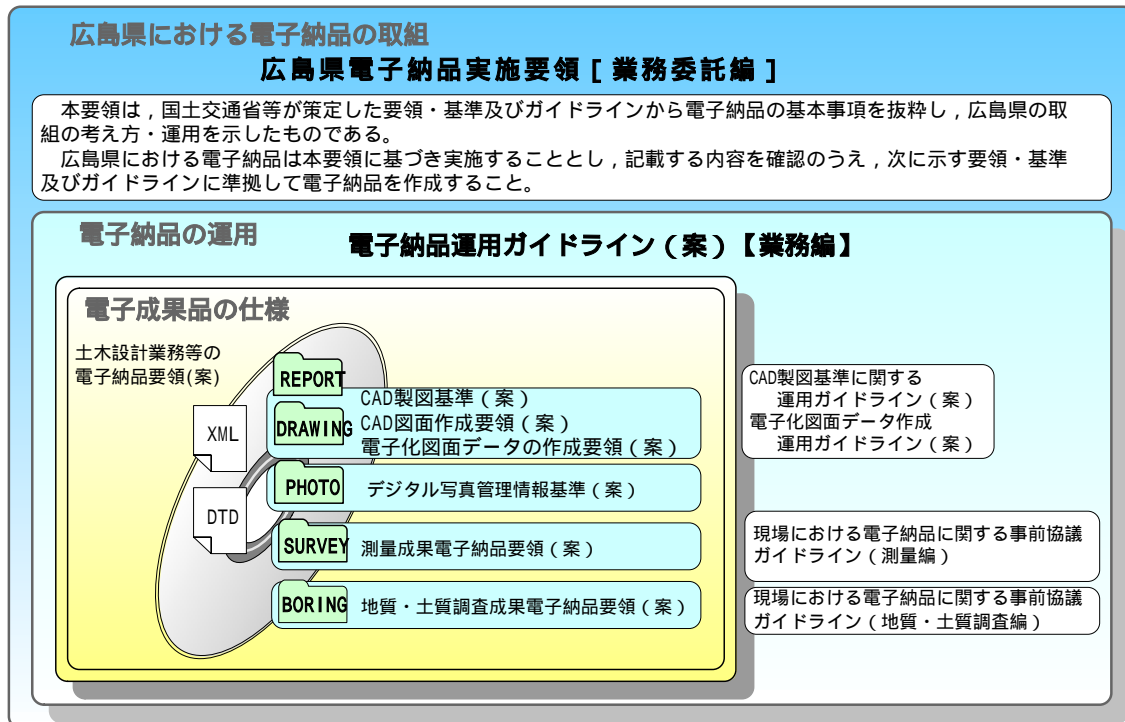 広島県における電子納品の取組
広島県電子納品実施要領[業務委託編]
本要領は，国土交通省等が策定した要領・基準及びガイドラインから電子納品の基本事項を抜粋し，広島県の取
組の考え方・運用を示したものである。
広島県における電子納品は本要領に基づき実施することとし，記載する内容を確認のうえ，次に示す要領・基準
及びガイドラインに準拠して電子納品を作成すること。
電子納品の運用
電子納品運用ガイドライン（案）【業務編】
電子成果品の仕様
土木設計業務等の
電子納品要領(案)
XML
DTD
REPORT
DRAWING
CAD製図基準（案）
CAD図面作成要領（案）
電子化図面データの作成要領（案）
PHOTO
デジタル写真管理情報基準（案）
SURVEY
測量成果電子納品要領（案）
BORING
地質・土質調査成果電子納品要領（案）
CAD製図基準に関する
運用ガイドライン（案）
電子化図面データ作成
運用ガイドライン（案）
現場における電子納品に関する事前協議
ガイドライン（測量編）
現場における電子納品に関する事前協議
ガイドライン（地質・土質調査編）